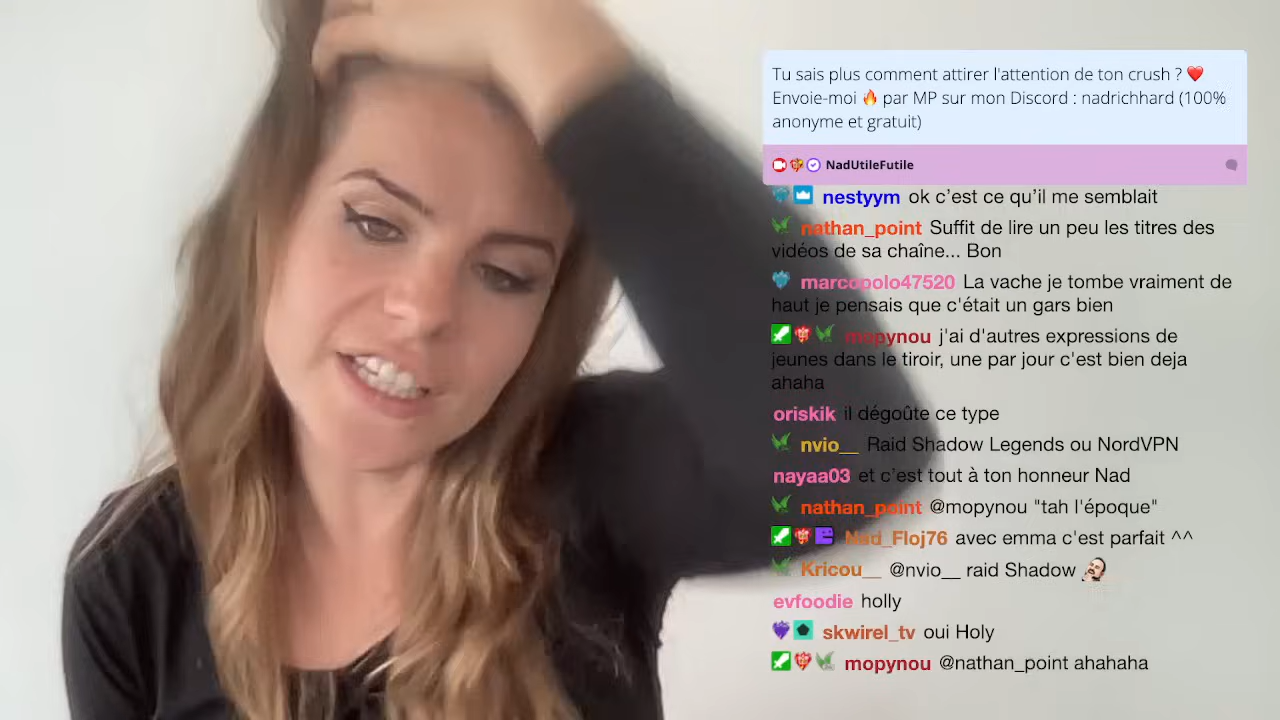 Tu sais plus comment attirer l'attention de ton crush ? ❤️
Envoie-moi 🔥 par MP sur mon Discord : nadrichhard (100%
anonyme et gratuit)
NadUtileFutile
nestyym ok c’est ce qu’il me semblait
nathan_point Suffit de lire un peu les titres des
vidéos de sa chaîne... Bon
marcopolo47520 La vache je tombe vraiment de
haut je pensais que c'était un gars bien
mopynou j'ai d'autres expressions de
jeunes dans le tiroir, une par jour c'est bien deja
ahaha
oriskik il dégoûte ce type
nvio__ Raid Shadow Legends ou NordVPN
nayaa03 et c’est tout à ton honneur Nad
nathan_point @mopynou "tah l'époque"
Nad_Floj76 avec emma c'est parfait ^^
Kricou__ @nvio__ raid Shadow
evfoodie holly
skwirel_tv oui Holy
mopynou @nathan_point ahahaha